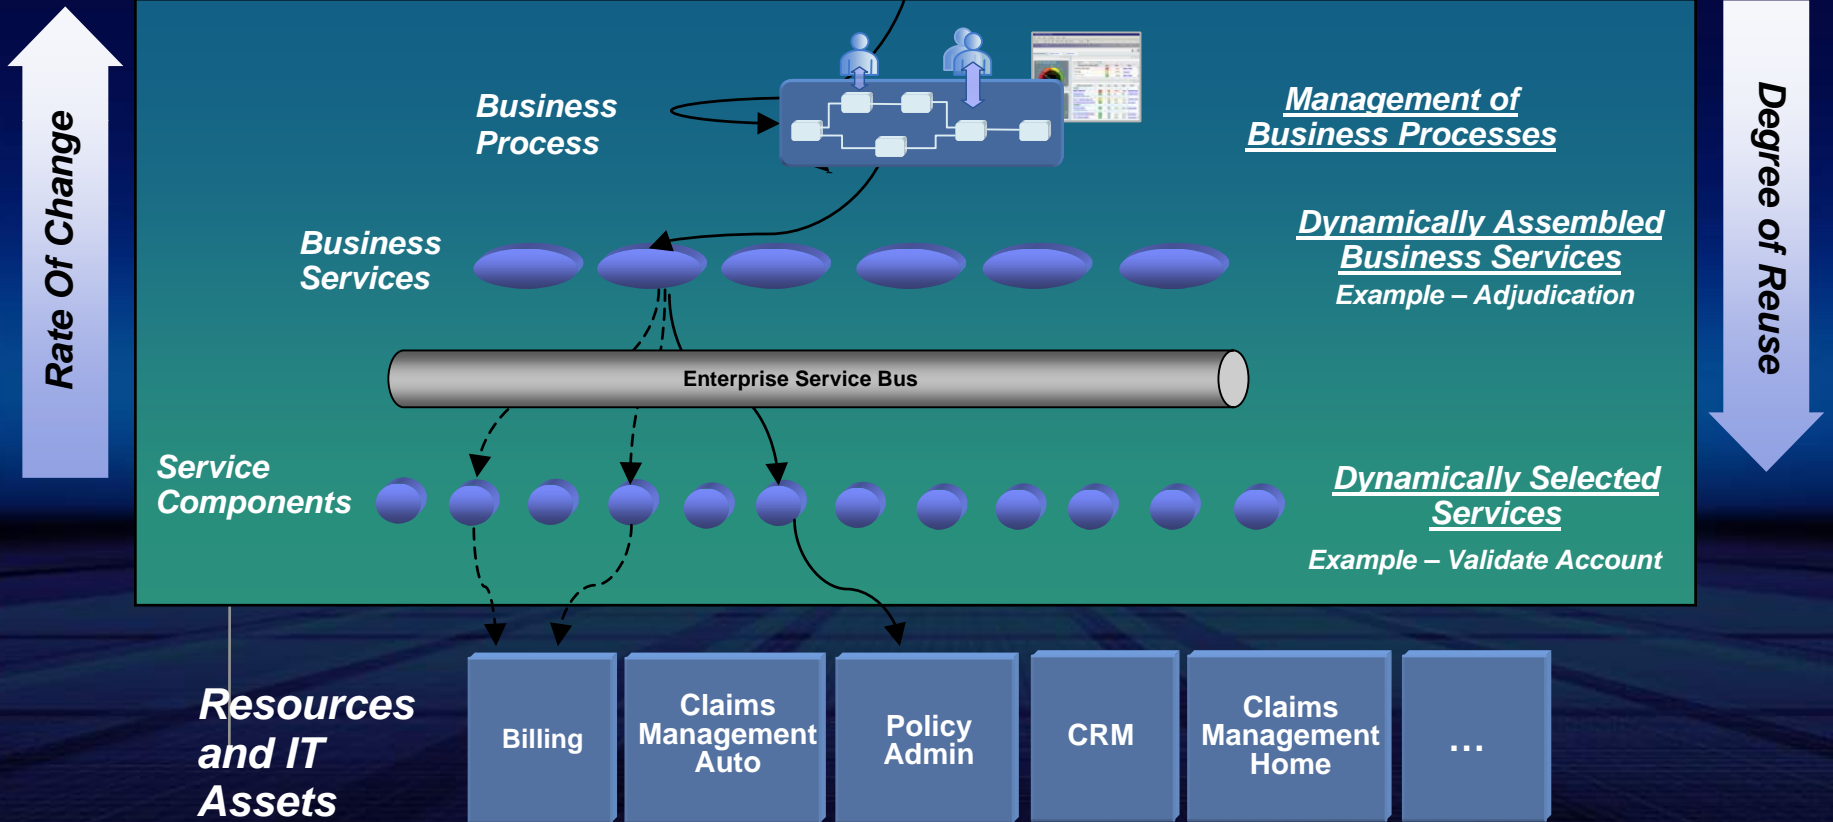 Rate Of Change
Business
Process
Management of
Business Processes
Degree of Reuse
Business
Services
Dynamically Assembled
Business Services
Example – Adjudication
Enterprise Service Bus
Service
Components
Dynamically Selected
Services
Example – Validate Account
Resources
and IT
Assets
Billing
Claims
Management
Auto
Policy
Admin
CRM
Claims
Management
Home
...